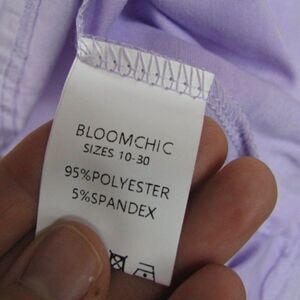 BLOOMCHIC
SIZES 10-30
95%POLYESTER
5%SPANDEX